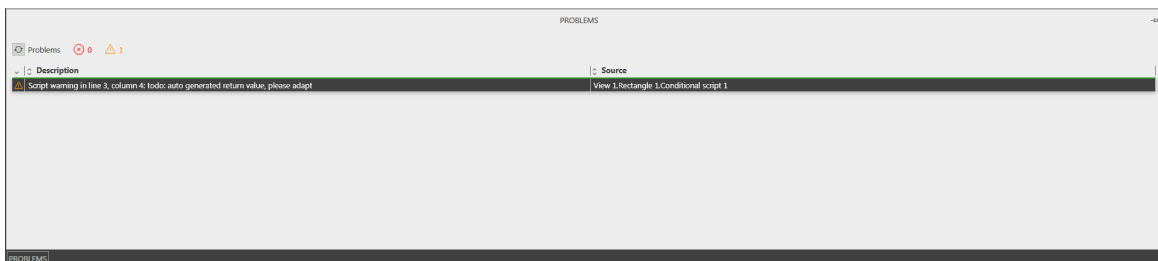 PROBLEMS
Problems 0 1
Description Source
Script warning in line 3, column 4: todo: auto generated return value, please adapt View 1.Rectangle 1.Conditional script 1
PROBLEMS